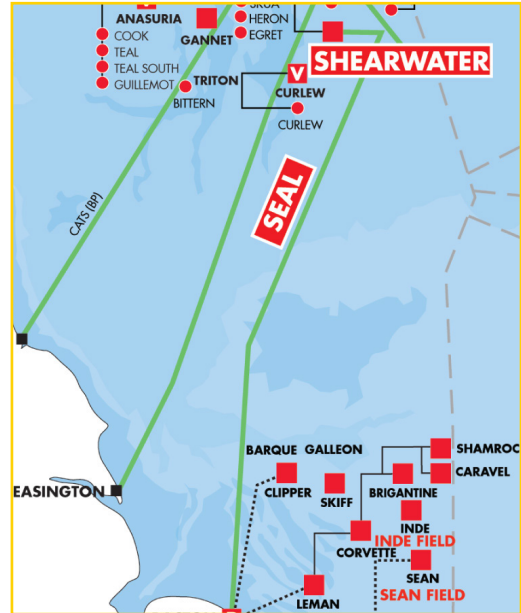 SKUA
ANASURIA
HERON
COOK
GANNET
EGRET
TEAL
TEAL SOUTH
GUILLEMOT
SHEARWATER
V
TRITON
BITTERN
CURLEW
CURLEW
SEAL
CATS (BP)
BARQUE
GALLEON
SHAMROC
CLIPPER
SKIFF
BRIGANTINE
CARAVEL
EASINGTON
INDE
CORVETTE
INDE FIELD
SEAN
SEAN FIELD
LEMAN